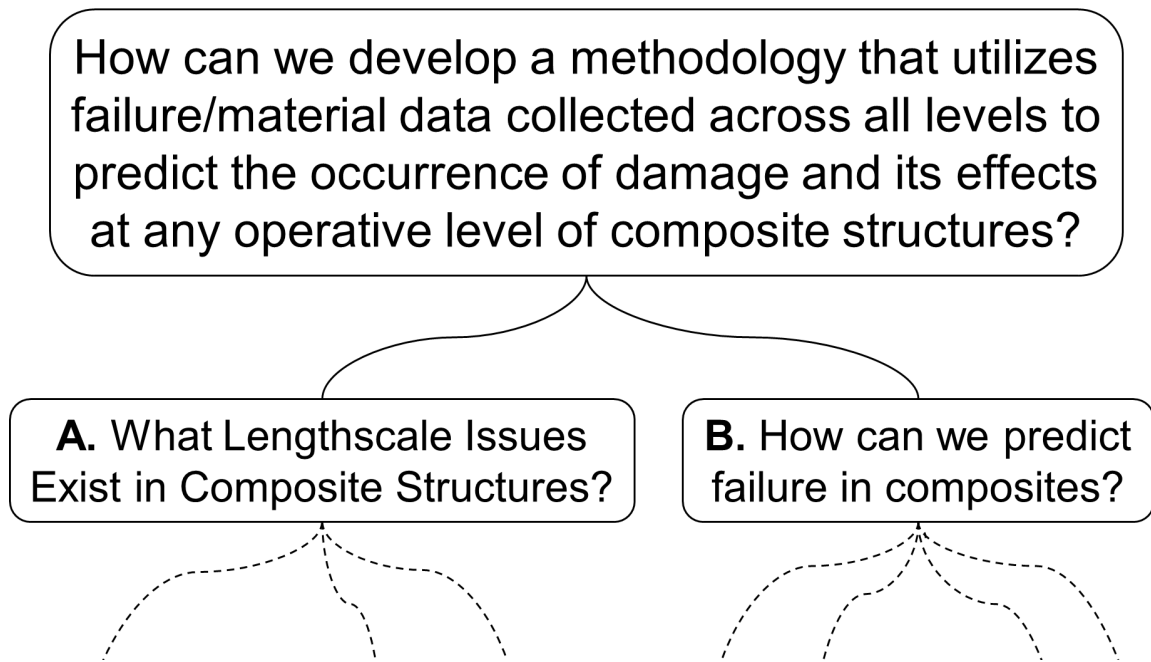 How can we develop a methodology that utilizes
failure/material data collected across all levels to
predict the occurrence of damage and its effects
at any operative level of composite structures?
A. What Lengthscale Issues
Exist in Composite Structures?
B. How can we predict
failure in composites?